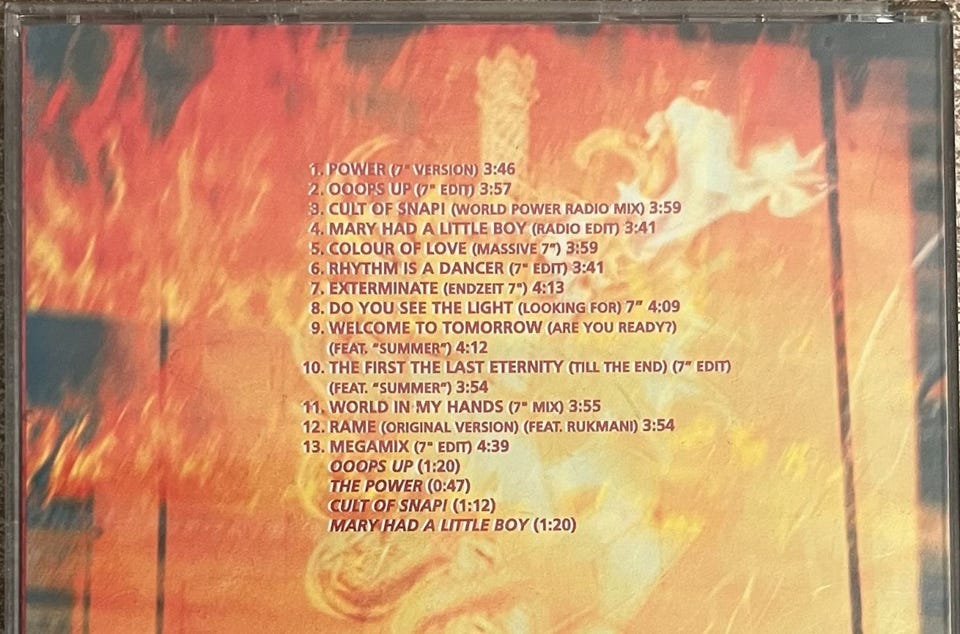 1. POWER (7" VERSION) 3:46
2. OOOPS UP (7" EDIT) 3:57
3. CULT OF SNAP! (WORLD POWER RADIO MIX) 3:59
4. MARY HAD A LITTLE BOY (RADIO EDIT) 3:41
5. COLOUR OF LOVE (MASSIVE 7") 3:59
6. RHYTHM IS A DANCER (7" EDIT) 3:41
7. EXTERMINATE (ENDZEIT 7") 4:13
8. DO YOU SEE THE LIGHT (LOOKING FOR) 7" 4:09
9. WELCOME TO TOMORROW (ARE YOU READY?)
(FEAT. "SUMMER") 4:12
10. THE FIRST THE LAST ETERNITY (TILL THE END) (7" EDIT)
(FEAT. "SUMMER") 3:54
11. WORLD IN MY HANDS (7" MIX) 3:55
12. RAME (ORIGINAL VERSION) (FEAT. RUKMANI) 3:54
13. MEGAMIX (7" EDIT) 4:39
OOOPS UP (1:20)
THE POWER (0:47)
CULT OF SNAP! (1:12)
MARY HAD A LITTLE BOY (1:20)